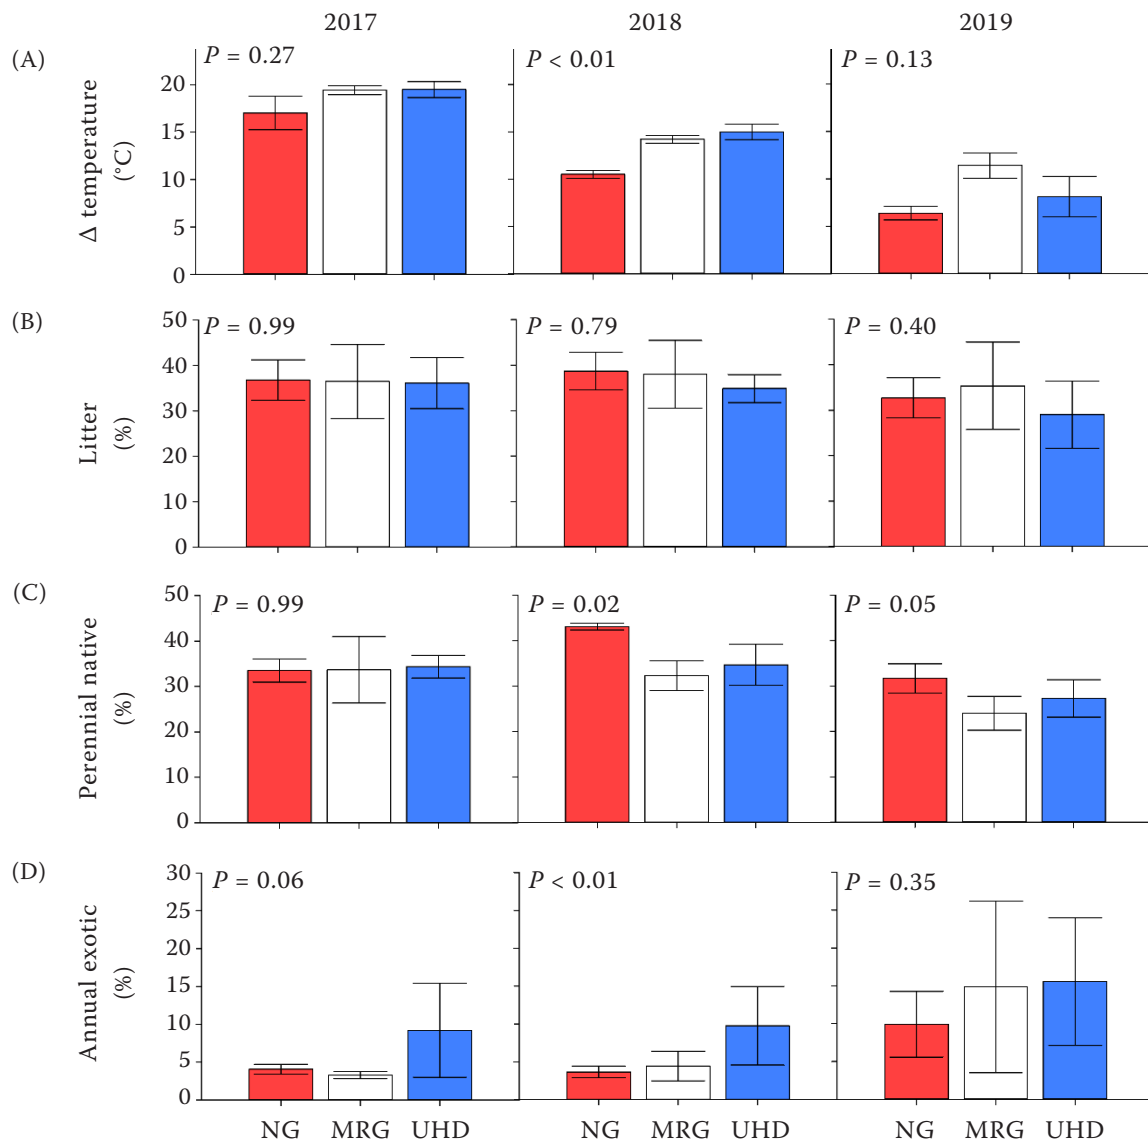 2017 2018 2019
(A)
P = 0.27 P < 0.01 P = 0.13
Δ temperature
(°C)
20
15
10
5
0
(B)
P = 0.99 P = 0.79 P = 0.40
Litter
(%)
50
40
30
20
10
0
(C)
P = 0.99 P = 0.02 P = 0.05
Perennial native
(%)
50
40
30
20
10
0
(D)
P = 0.06 P < 0.01 P = 0.35
Annual exotic
(%)
30
25
20
15
10
5
0
NG MRG UHD NG MRG UHD NG MRG UHD